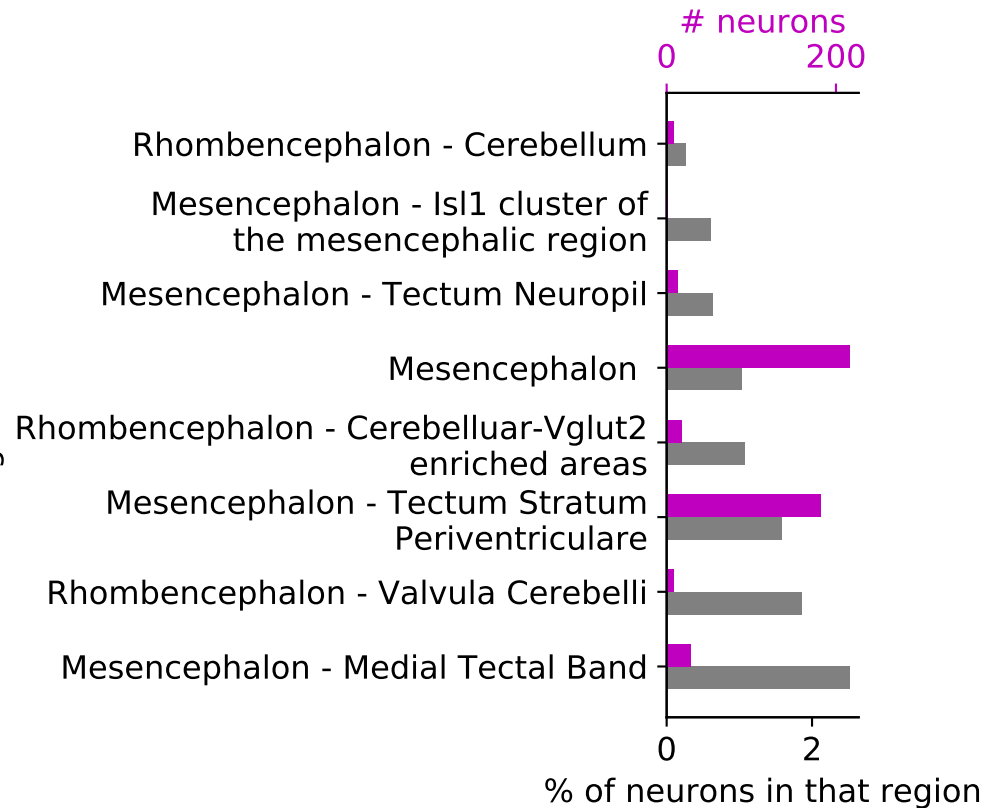 # neurons
0 200
Rhombencephalon - Cerebellum
Mesencephalon - Isl1 cluster of
the mesencephalic region
Mesencephalon - Tectum Neuropil
Mesencephalon
Rhombencephalon - Cerebelluar-Vglut2
enriched areas
Mesencephalon - Tectum Stratum
Periventriculare
Rhombencephalon - Valvula Cerebelli
Mesencephalon - Medial Tectal Band
0 2
% of neurons in that region